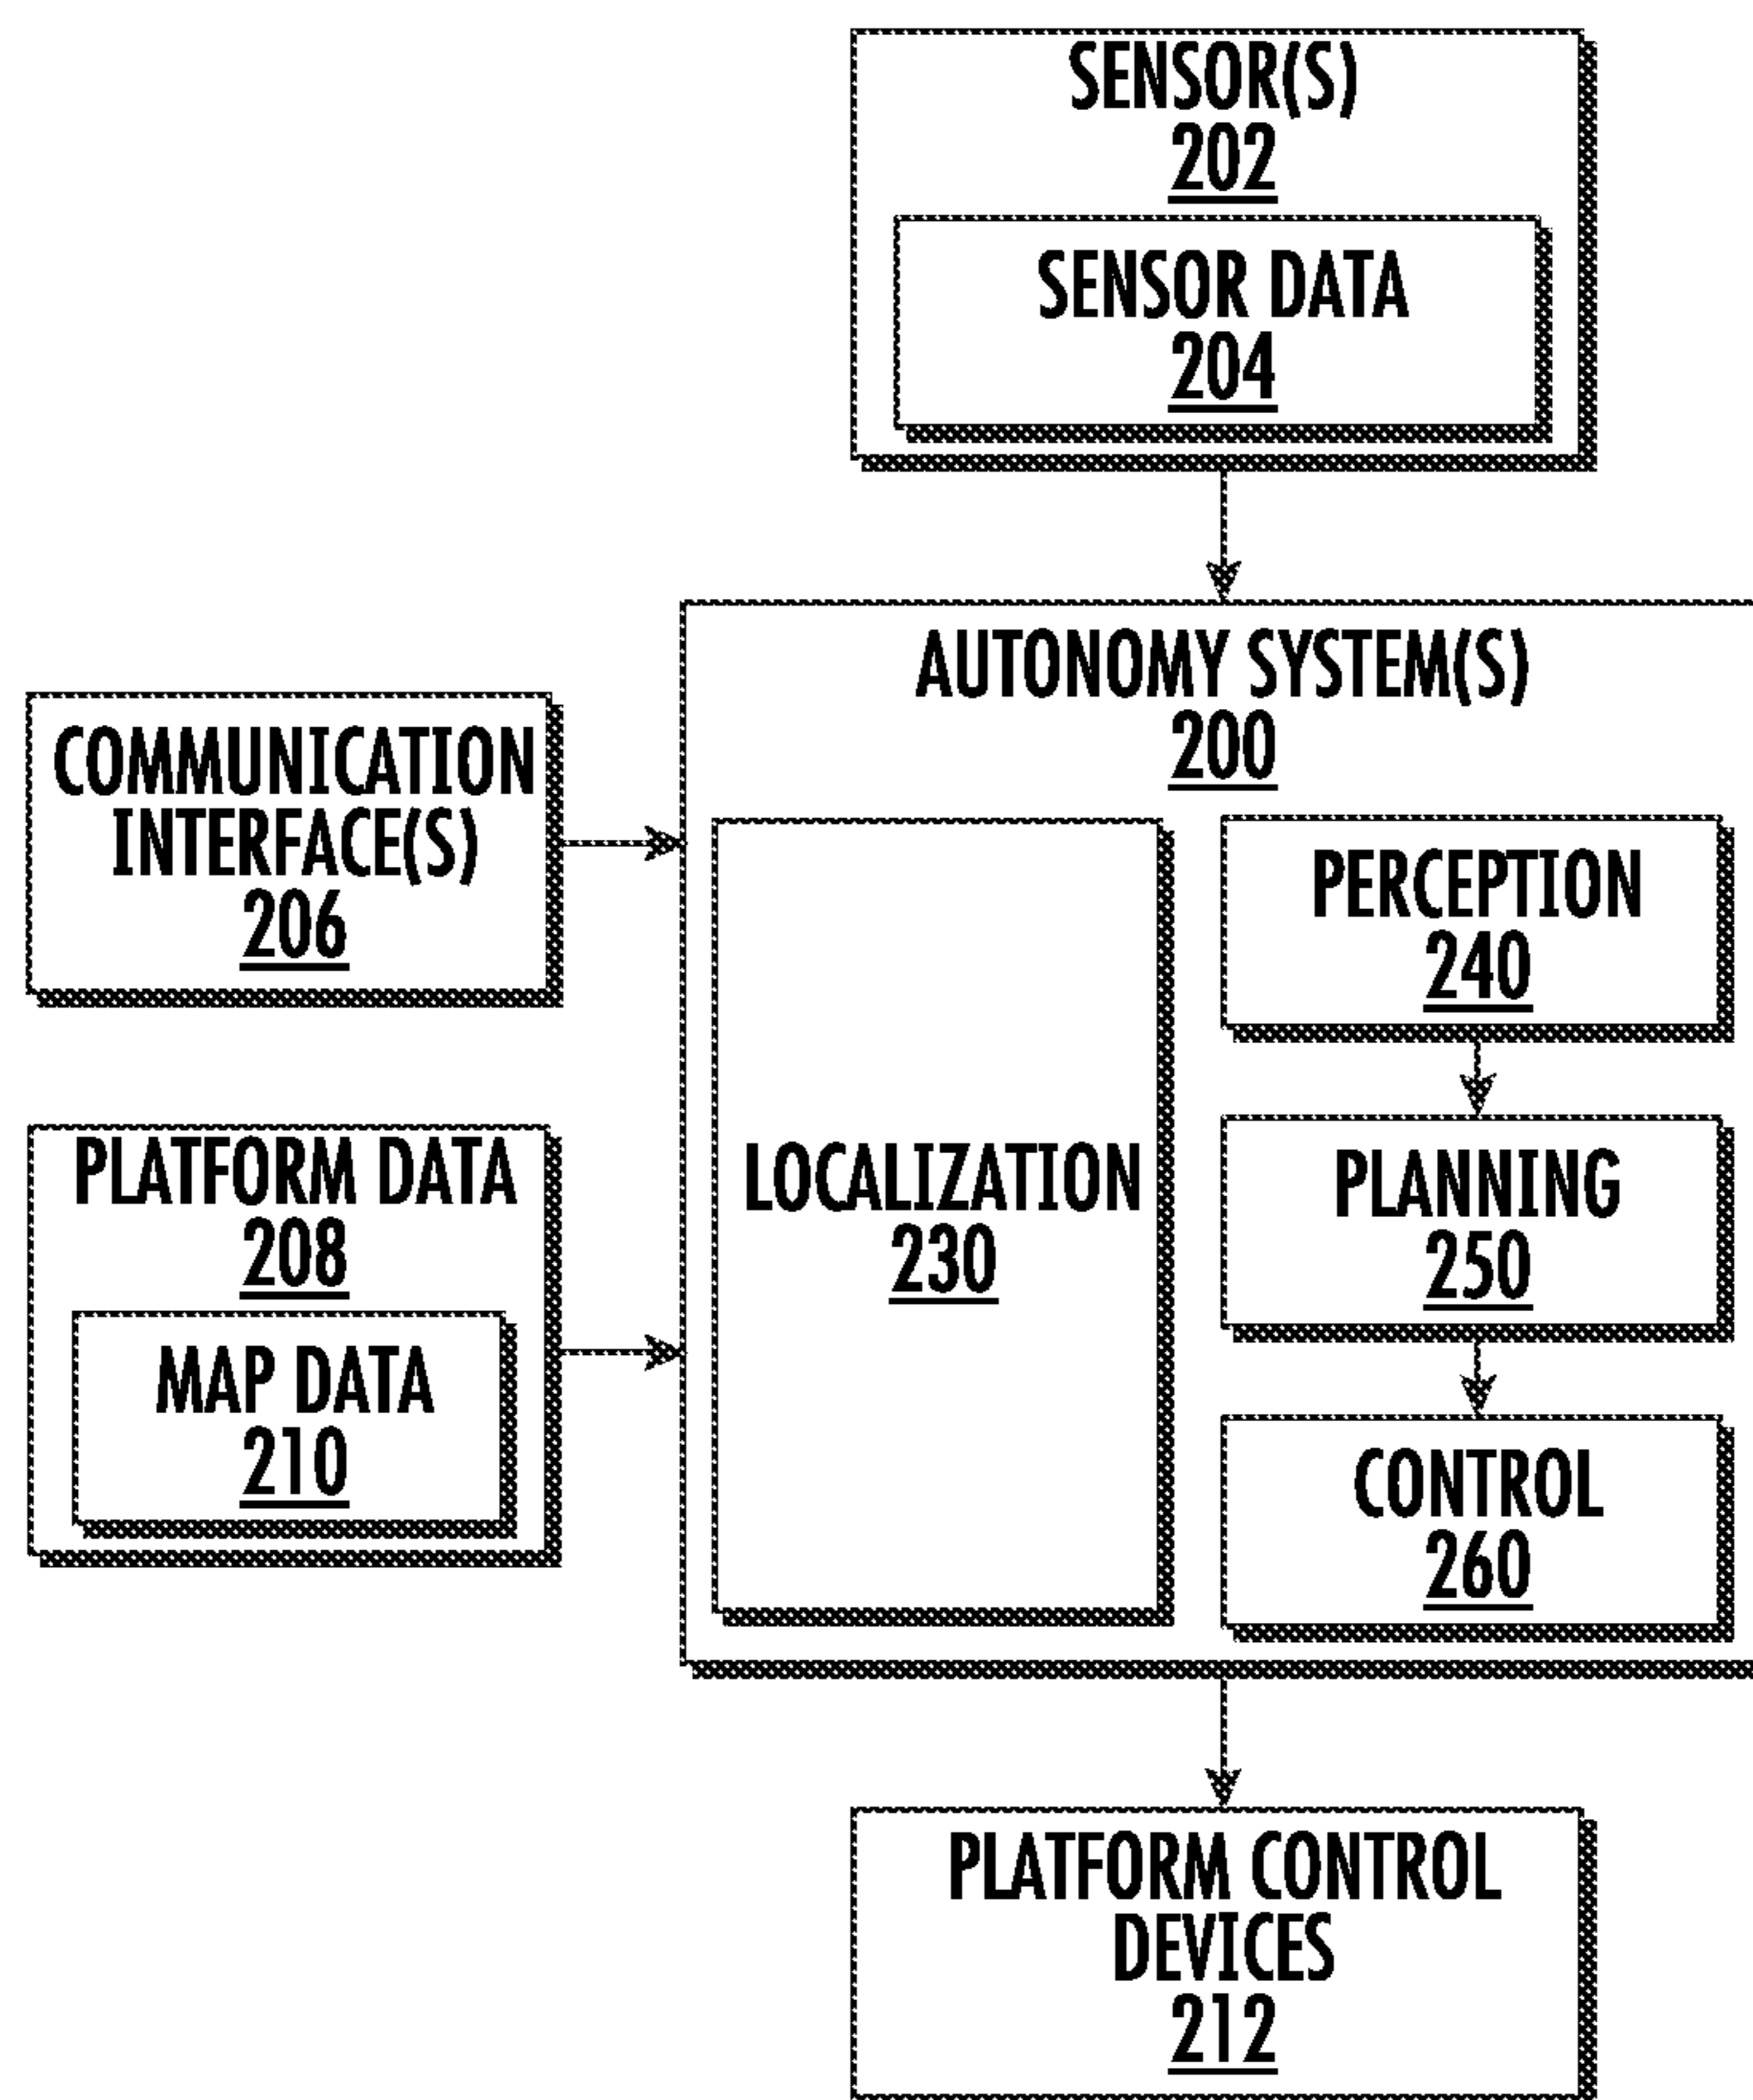 SENSOR(S)
202
SENSOR DATA
204
AUTONOMY SYSTEM(S)
200
COMMUNICATION
INTERFACE(S)
206
PLATFORM DATA
208
MAP DATA
210
LOCALIZATION
230
PERCEPTION
240
PLANNING
250
CONTROL
260
PLATFORM CONTROL
DEVICES
212